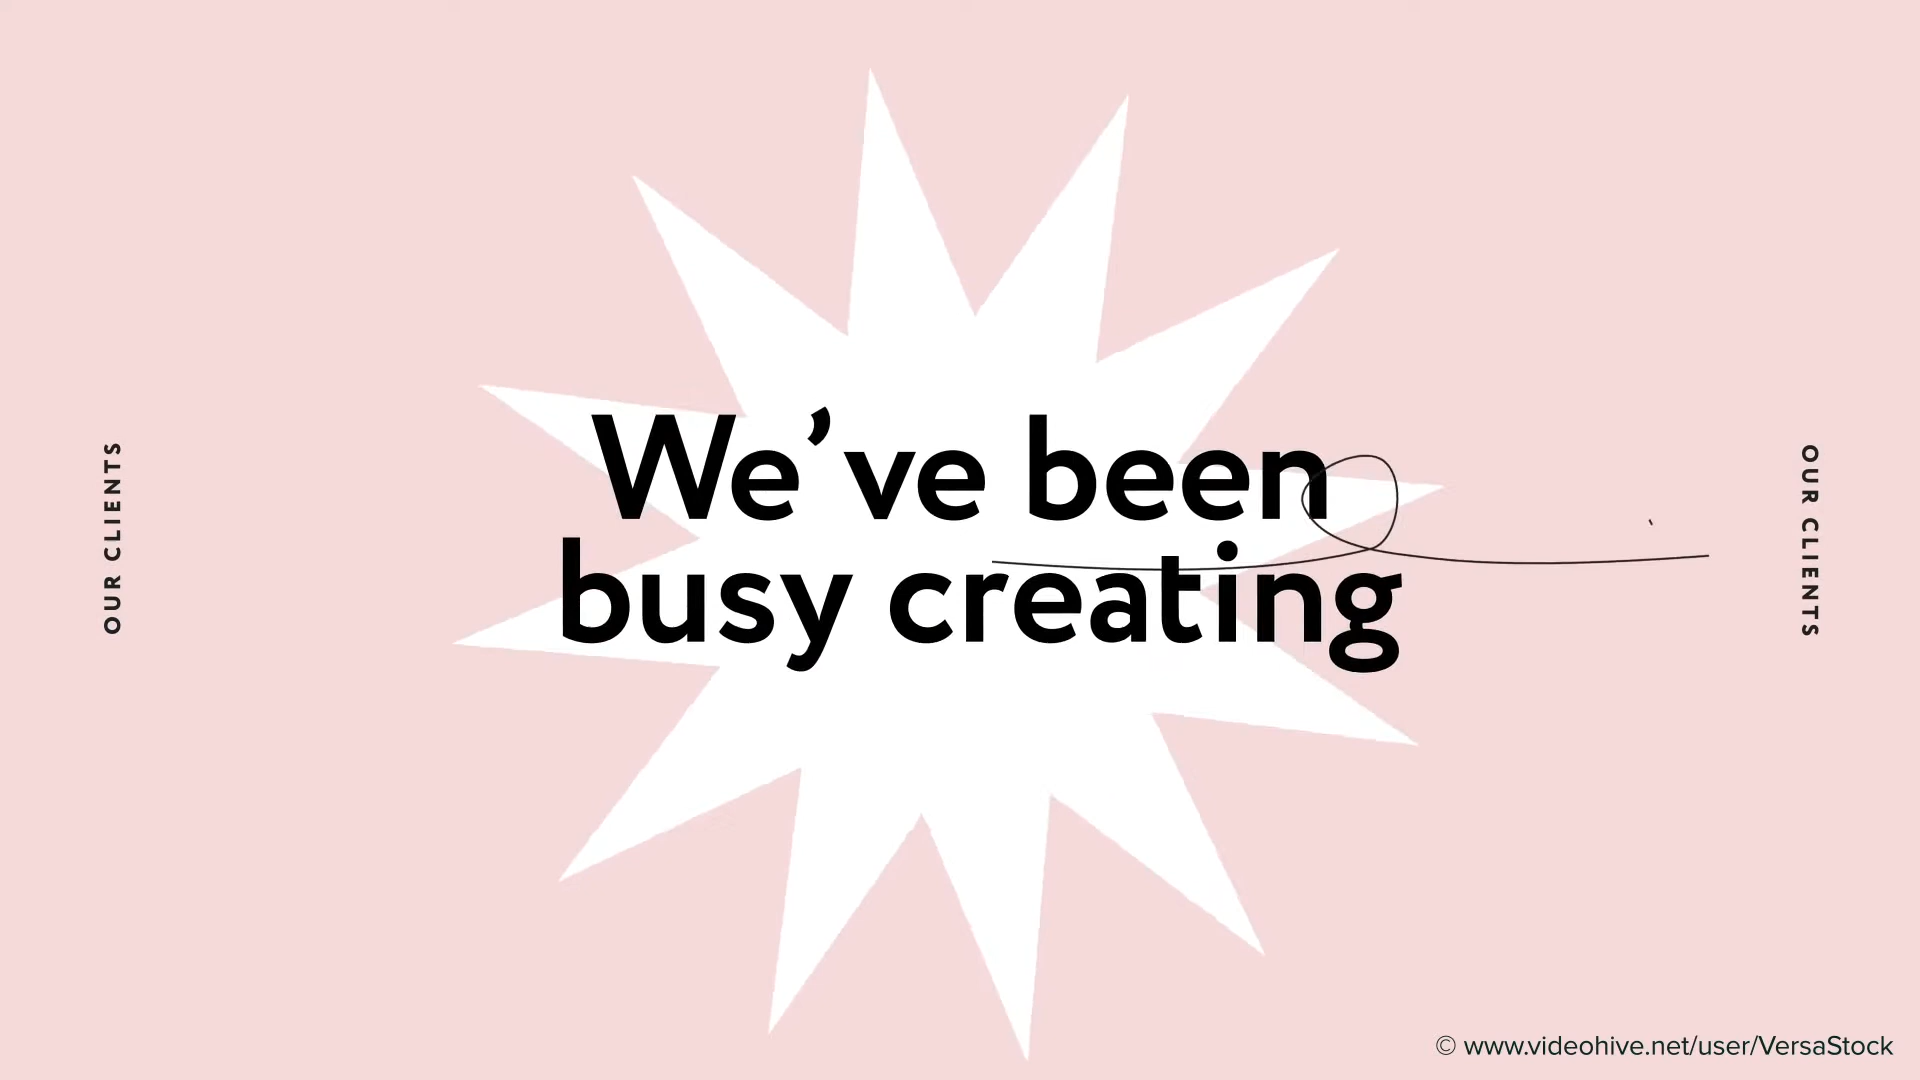 OUR CLIENTS
We’ve been
busy creating
OUR CLIENTS
© www.videohive.net/user/VersaStock